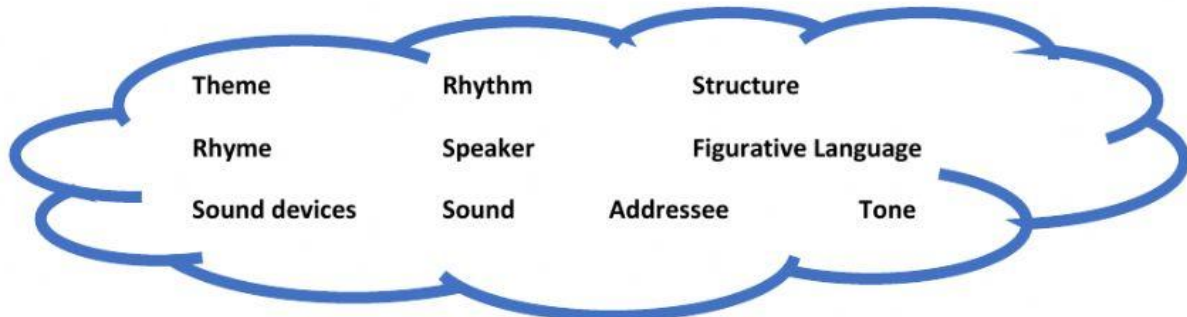 Theme Rhythm Structure
Rhyme Speaker Figurative Language
Sound devices Sound Addressee Tone